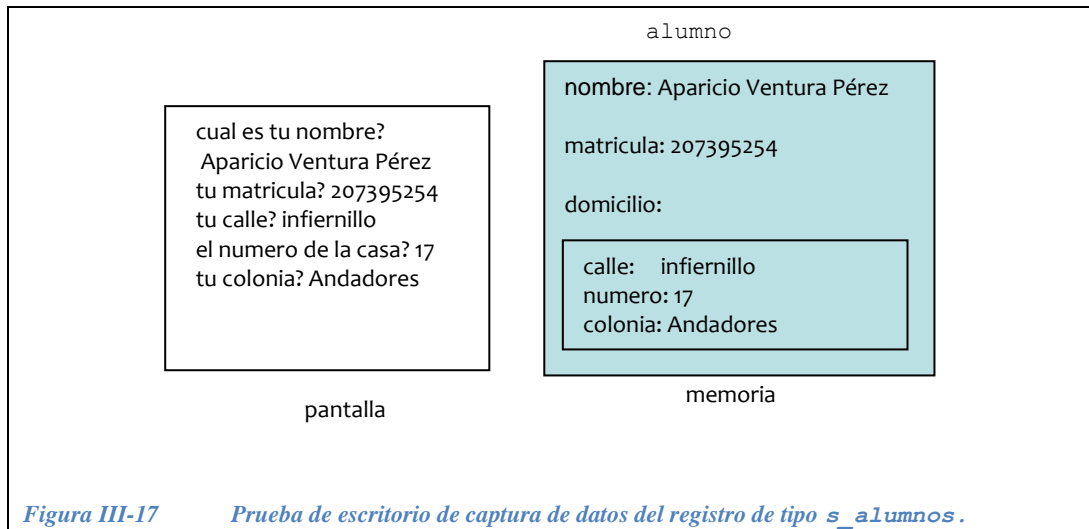 alumno
cual es tu nombre?
Aparicio Ventura Pérez
tu matricula? 207395254
tu calle? infiernillo
el numero de la casa? 17
tu colonia? Andadores
pantalla
nombre: Aparicio Ventura Pérez
matricula: 207395254
domicilio:
calle: infiernillo
numero: 17
colonia: Andadores
memoria
Figura III-17 Prueba de escritorio de captura de datos del registro de tipo s_alumnos.